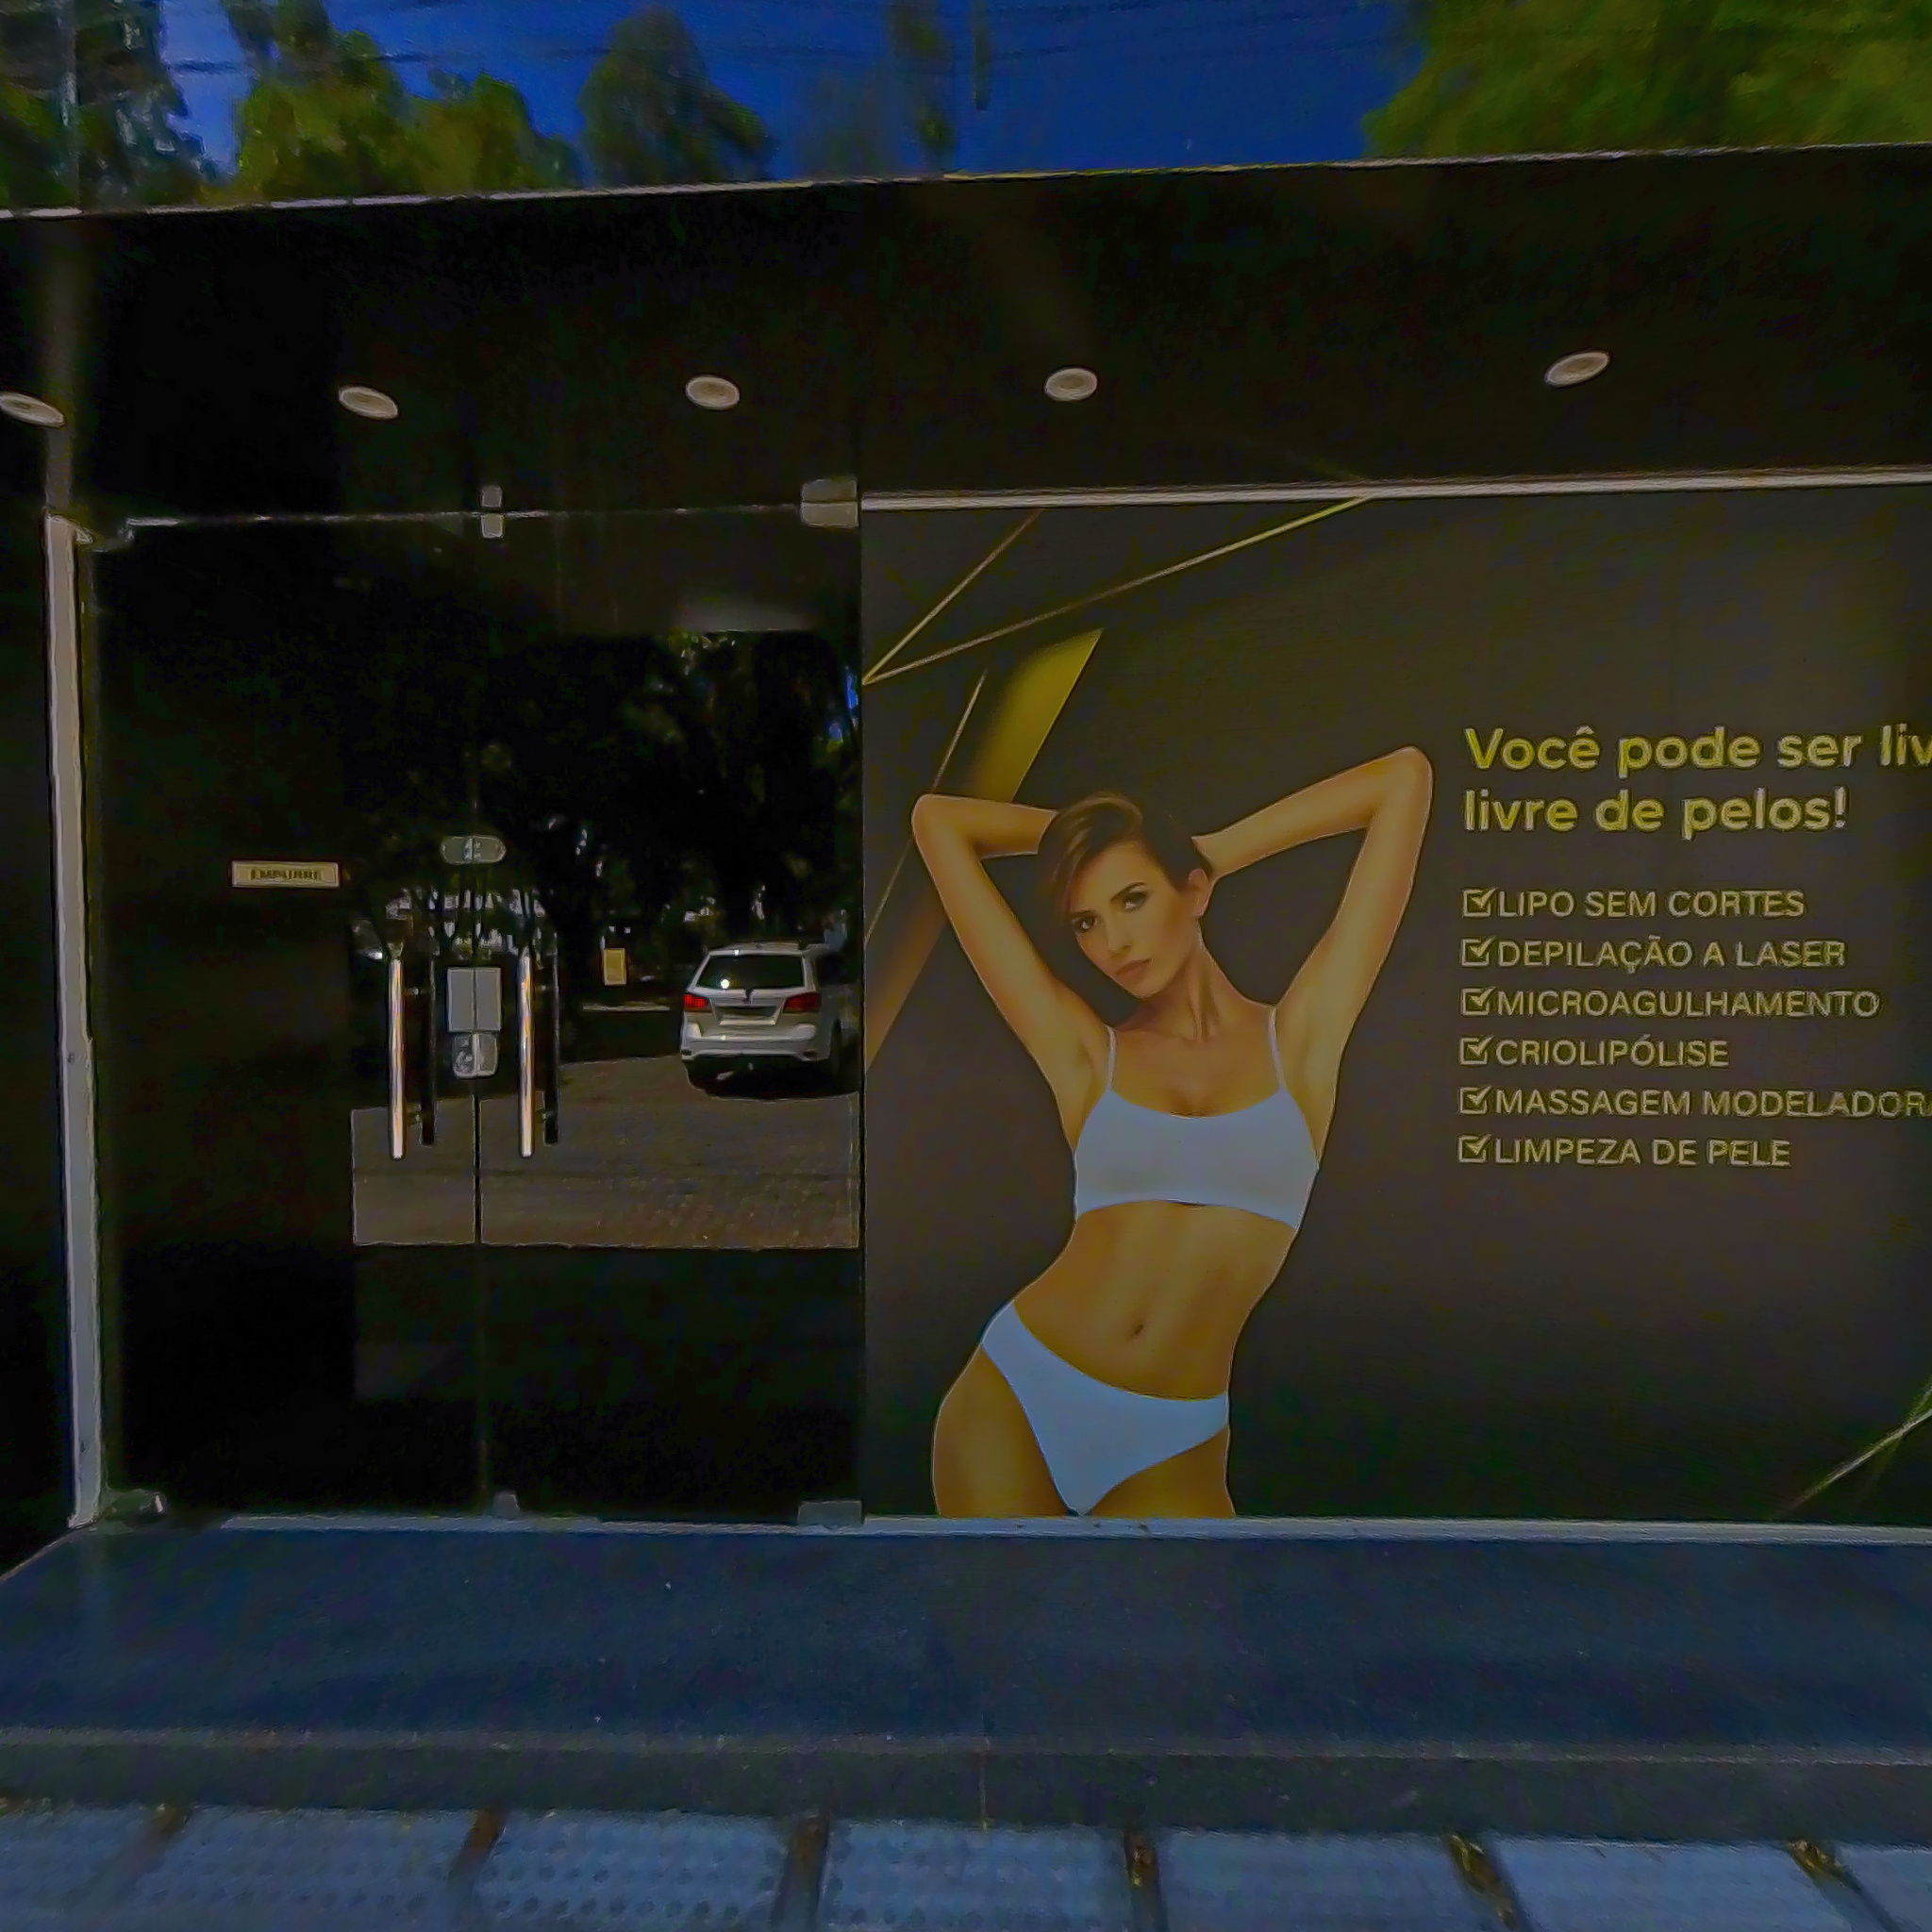 EMPURRE
Você pode ser liv
livre de pelos!
LIPO SEM CORTES
DEPILAÇÃO A LASER
MICROAGULHAMENTO
CRIOLIPÓLISE
MASSAGEM MODELADORA
LIMPEZA DE PELE